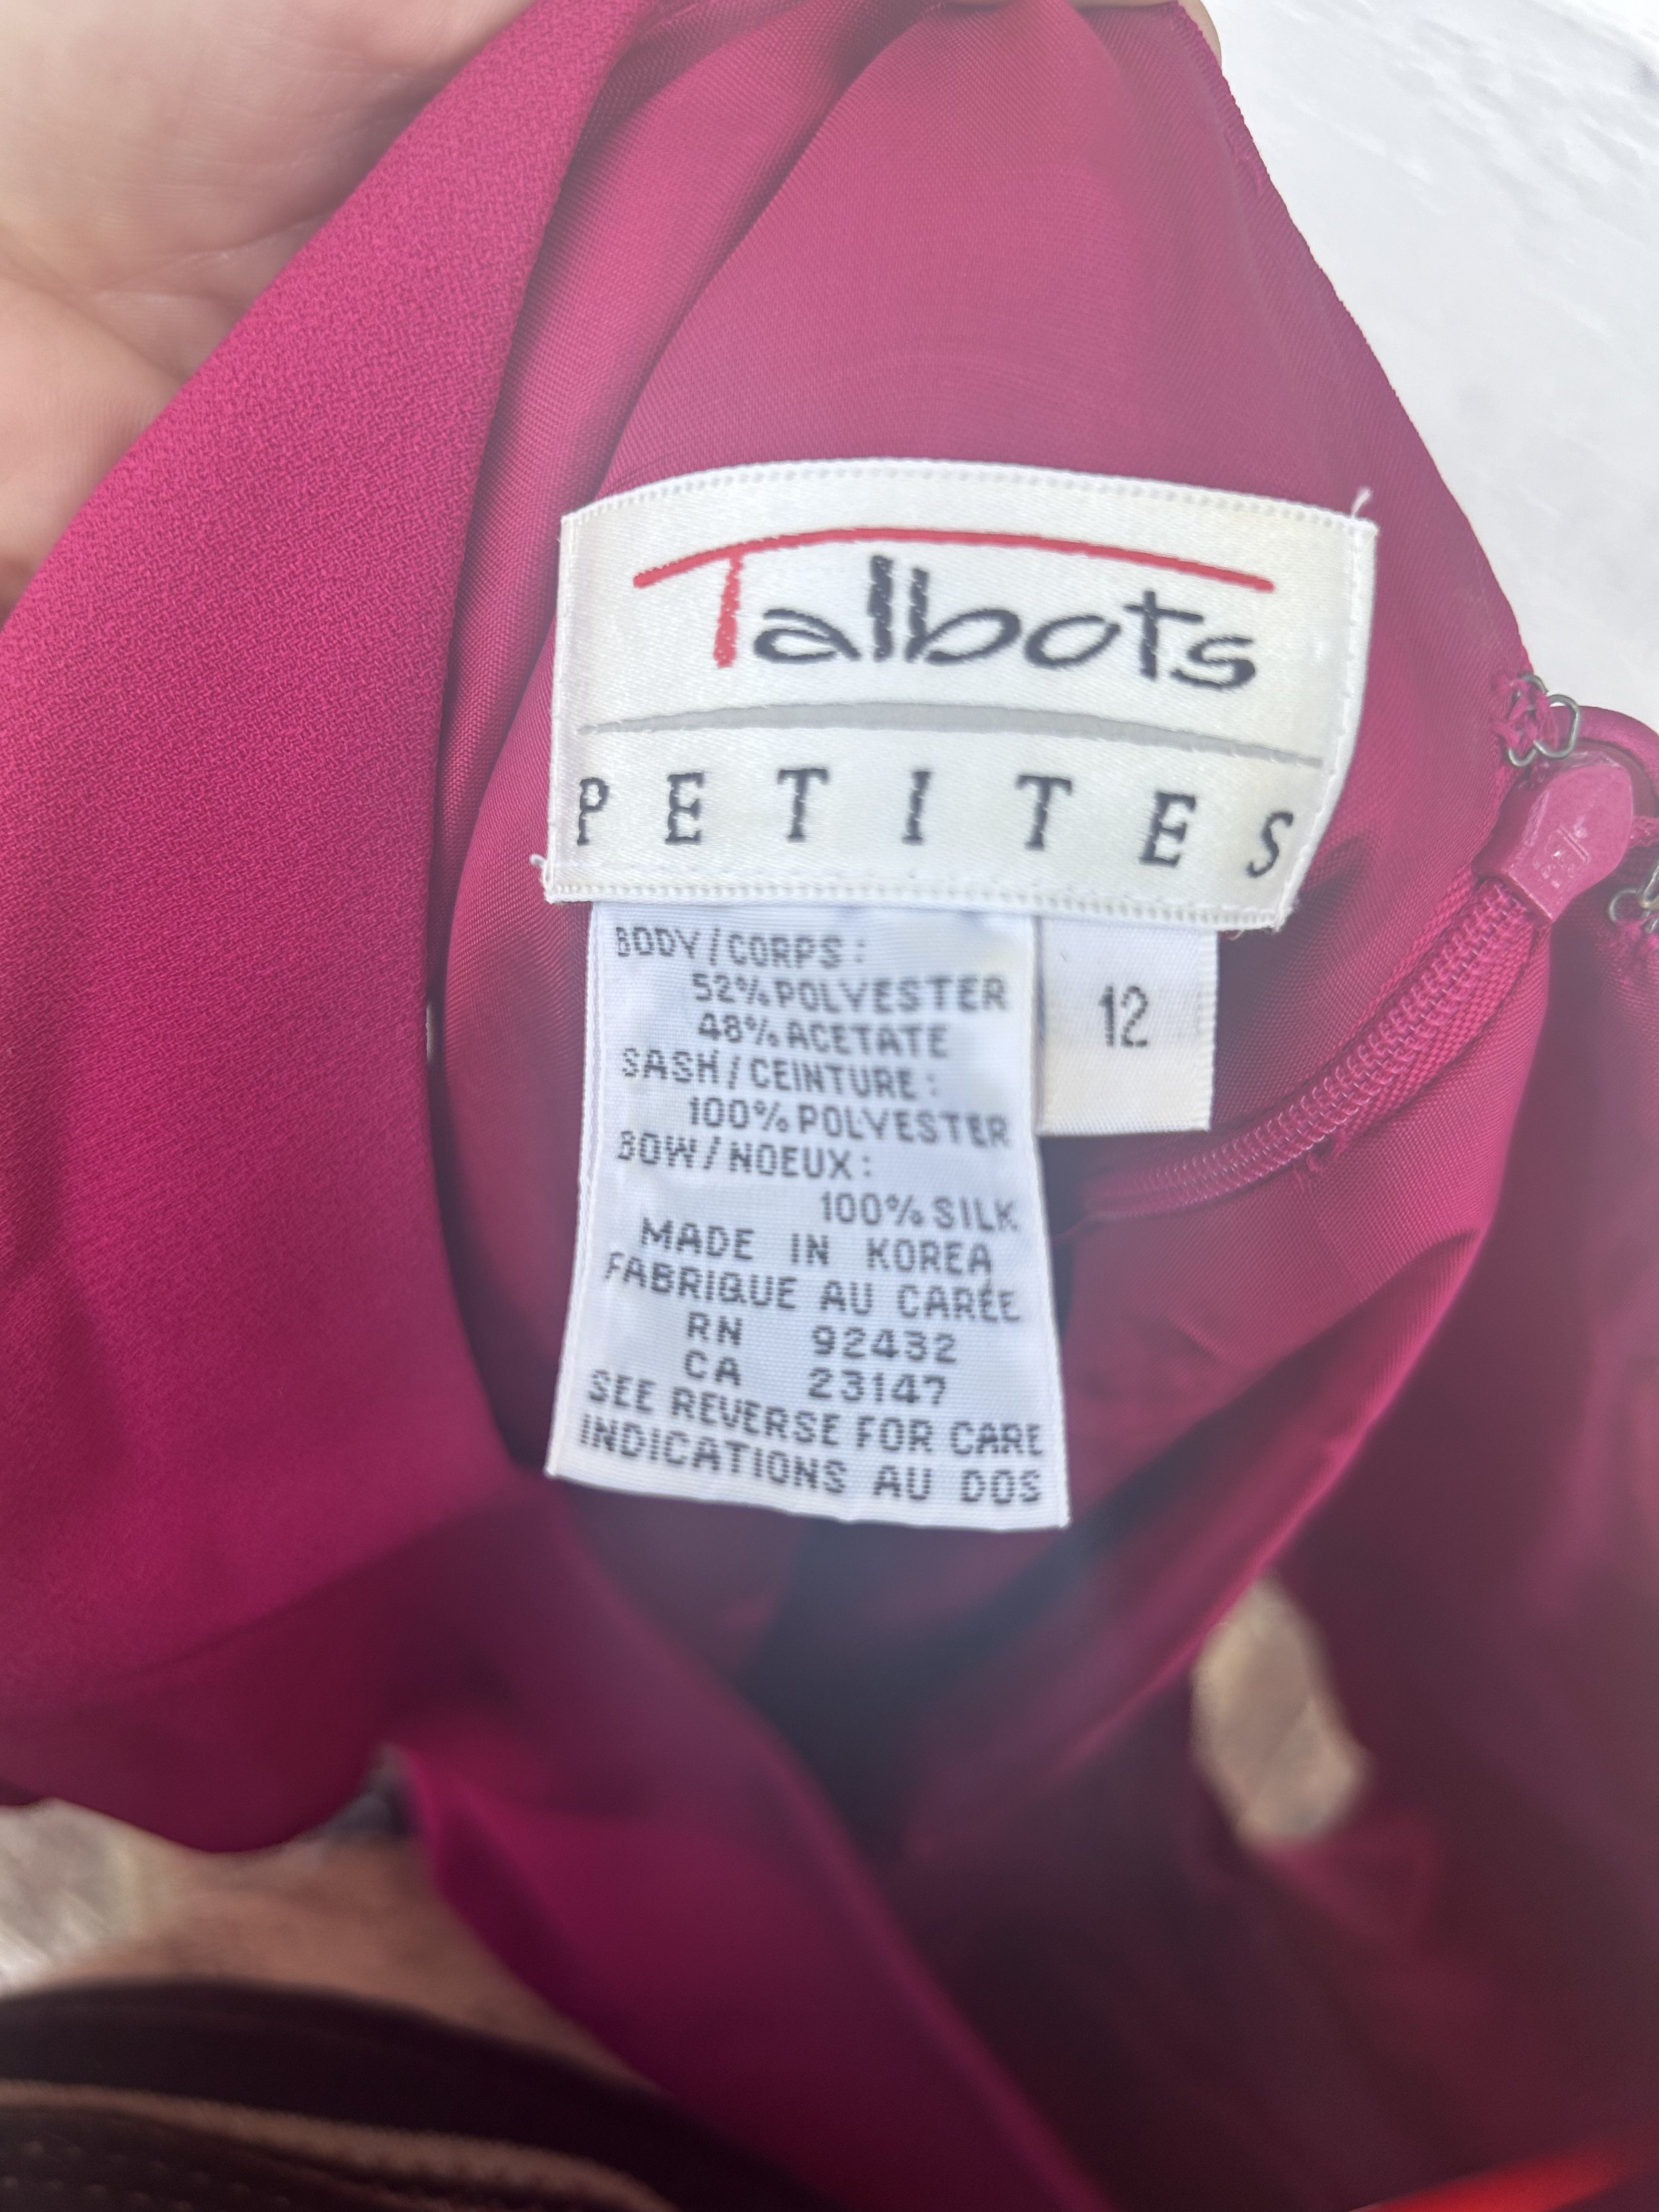 Talbots
PETITES
BODY/CORPS:
52% POLYESTER
48% ACETATE
SASH/CEINTURE:
100% POLYESTER
BOW/NOEUX:
100% SILK
MADE IN KOREA
FABRIQUE AU CARÉE
RN 92432
CA 23147
SEE REVERSE FOR CARE
INDICATIONS AU DOS
12